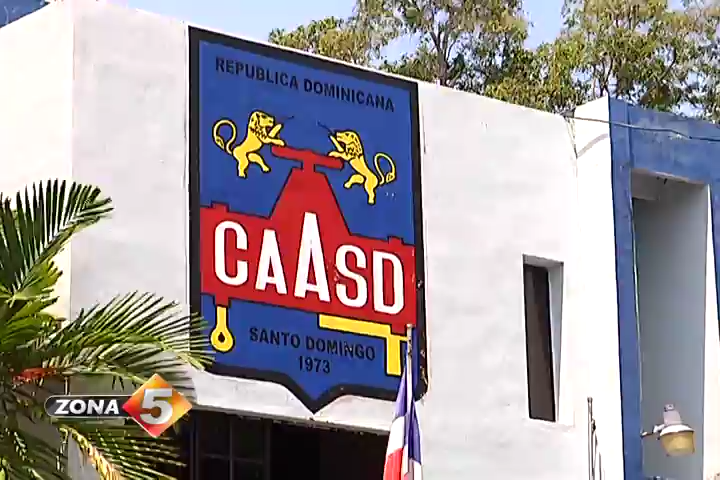 REPUBLICA DOMINICANA
CAASD
SANTO DOMINGO
1973
ZONA 5